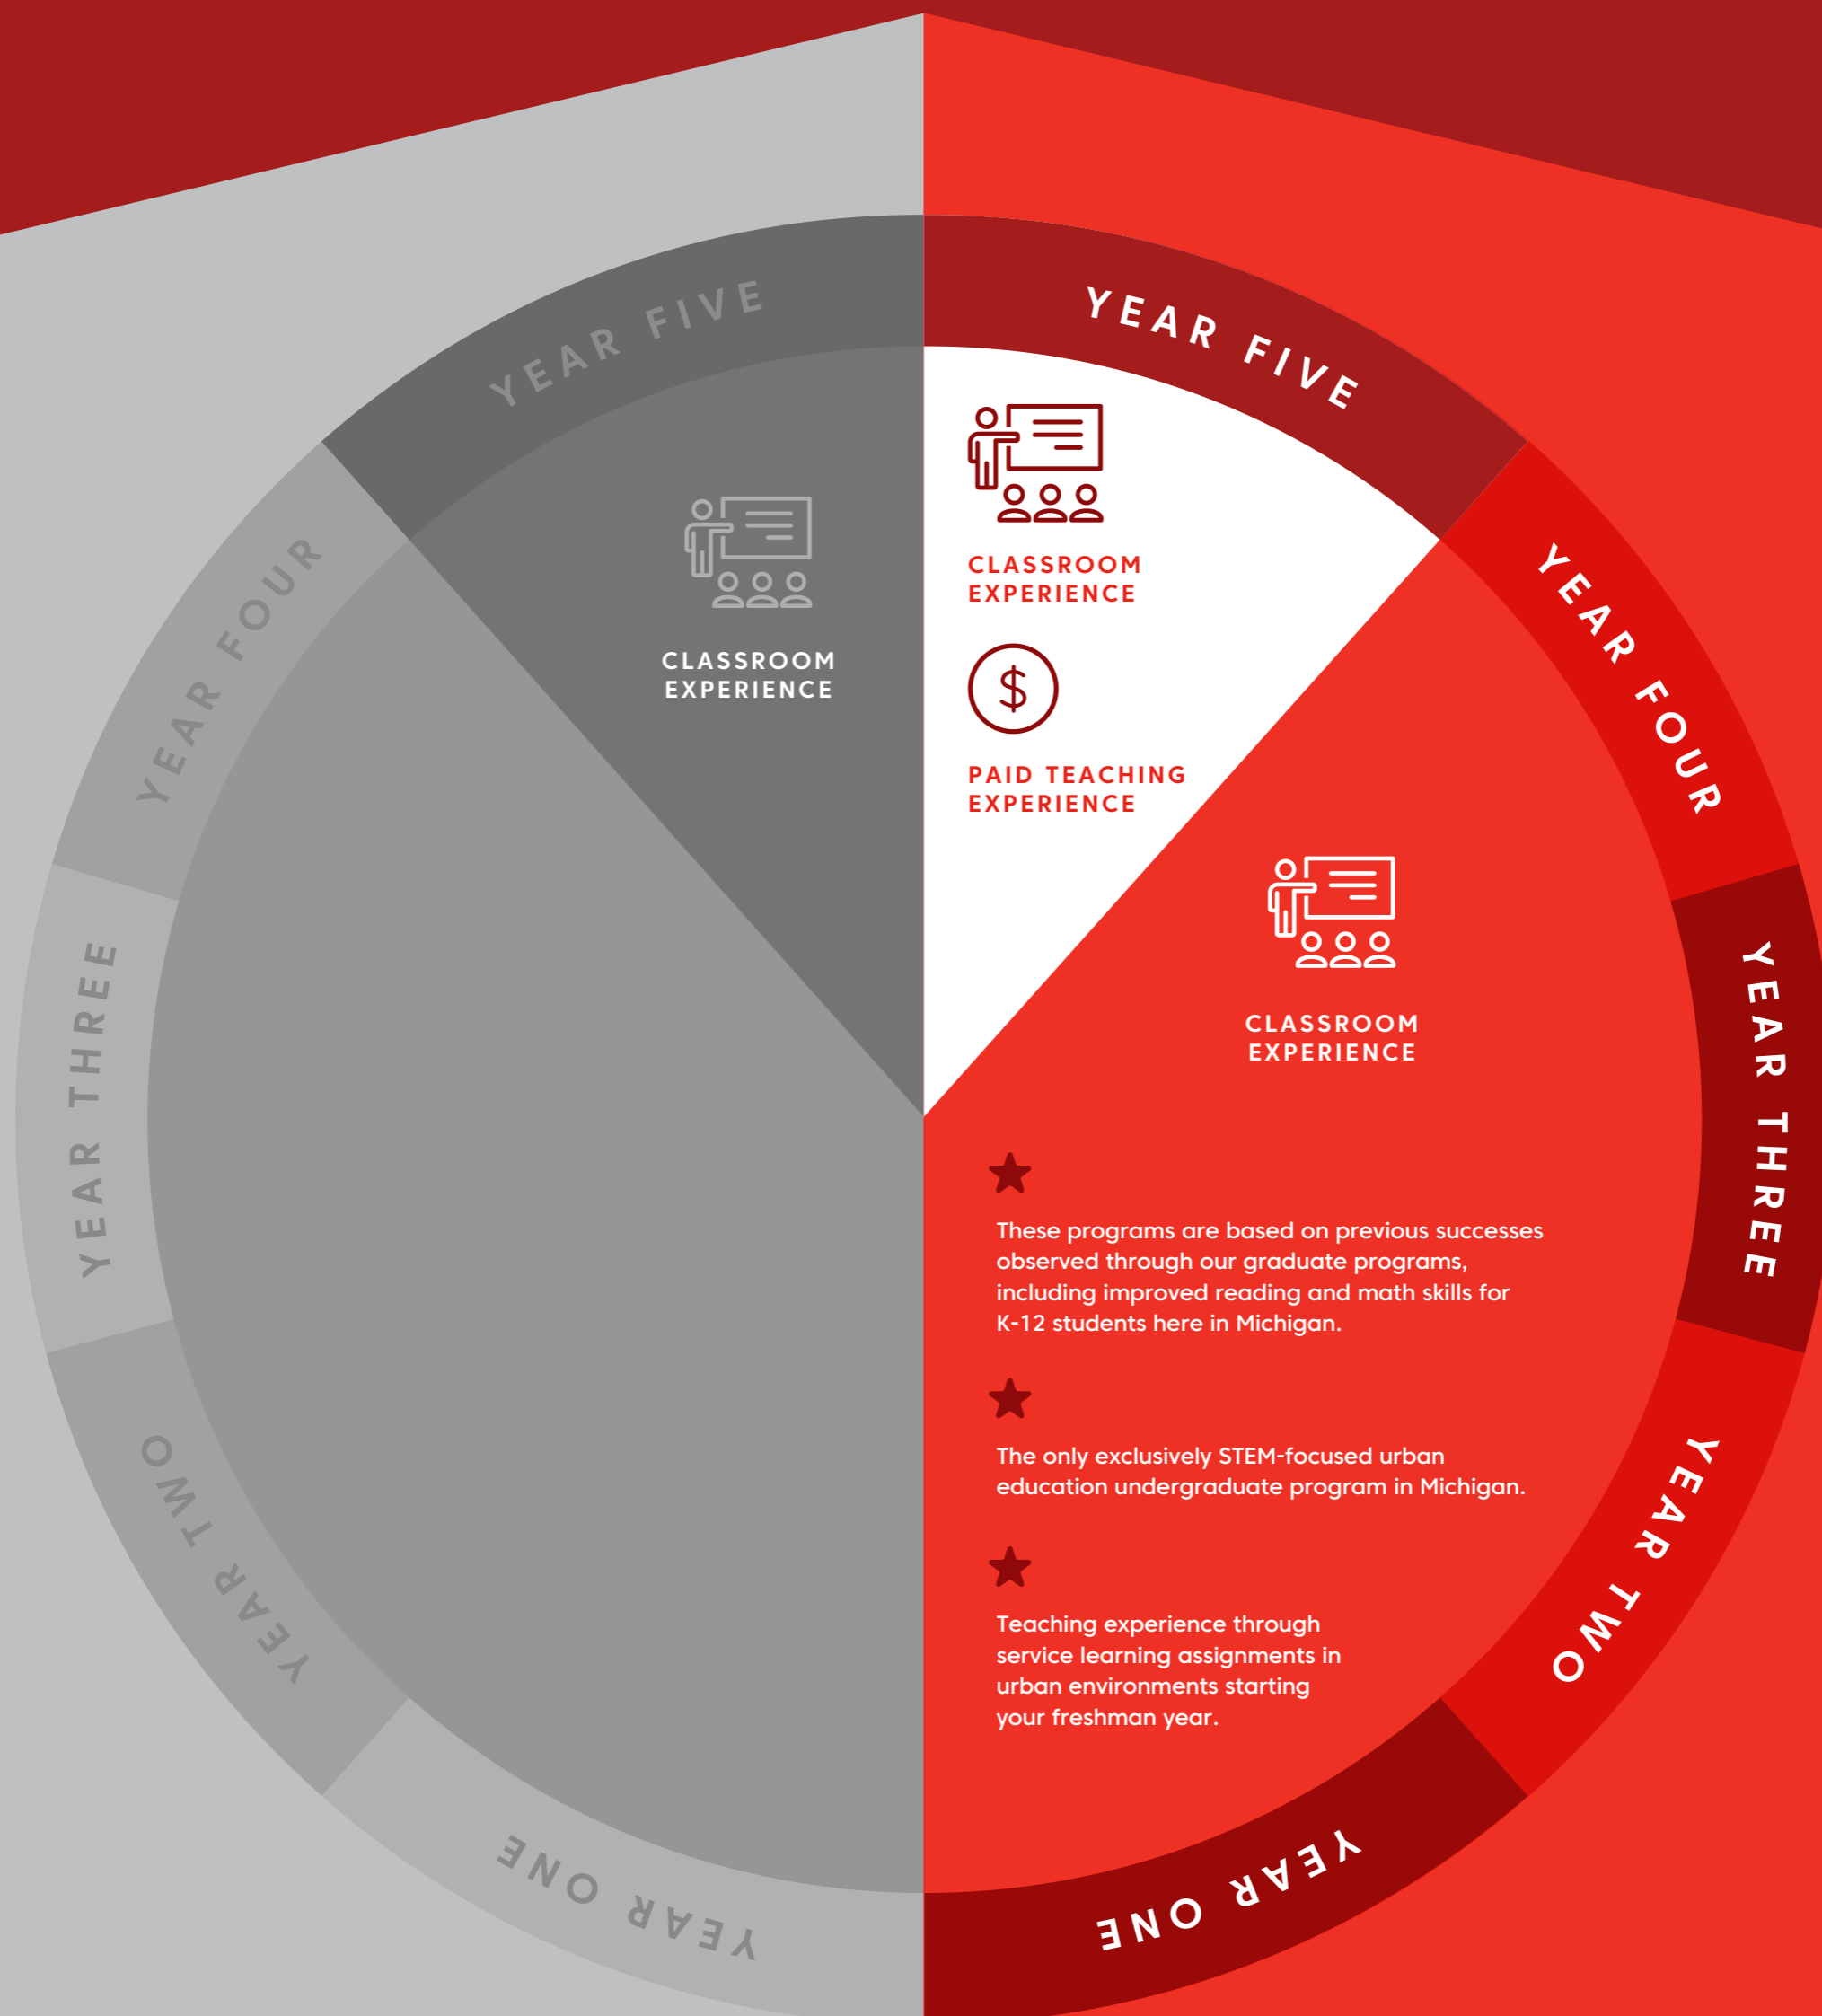 YEAR FIVE
YEAR FOUR
YEAR THREE
YEAR TWO
YEAR ONE
CLASSROOM
EXPERIENCE
YEAR FIVE
CLASSROOM
EXPERIENCE
$
PAID TEACHING
EXPERIENCE
YEAR FOUR
YEAR THREE
YEAR TWO
YEAR ONE
CLASSROOM
EXPERIENCE
These programs are based on previous successes
observed through our graduate programs,
including improved reading and math skills for
K-12 students here in Michigan.
The only exclusively STEM-focused urban
education undergraduate program in Michigan.
Teaching experience through
service learning assignments in
urban environments starting
your freshman year.